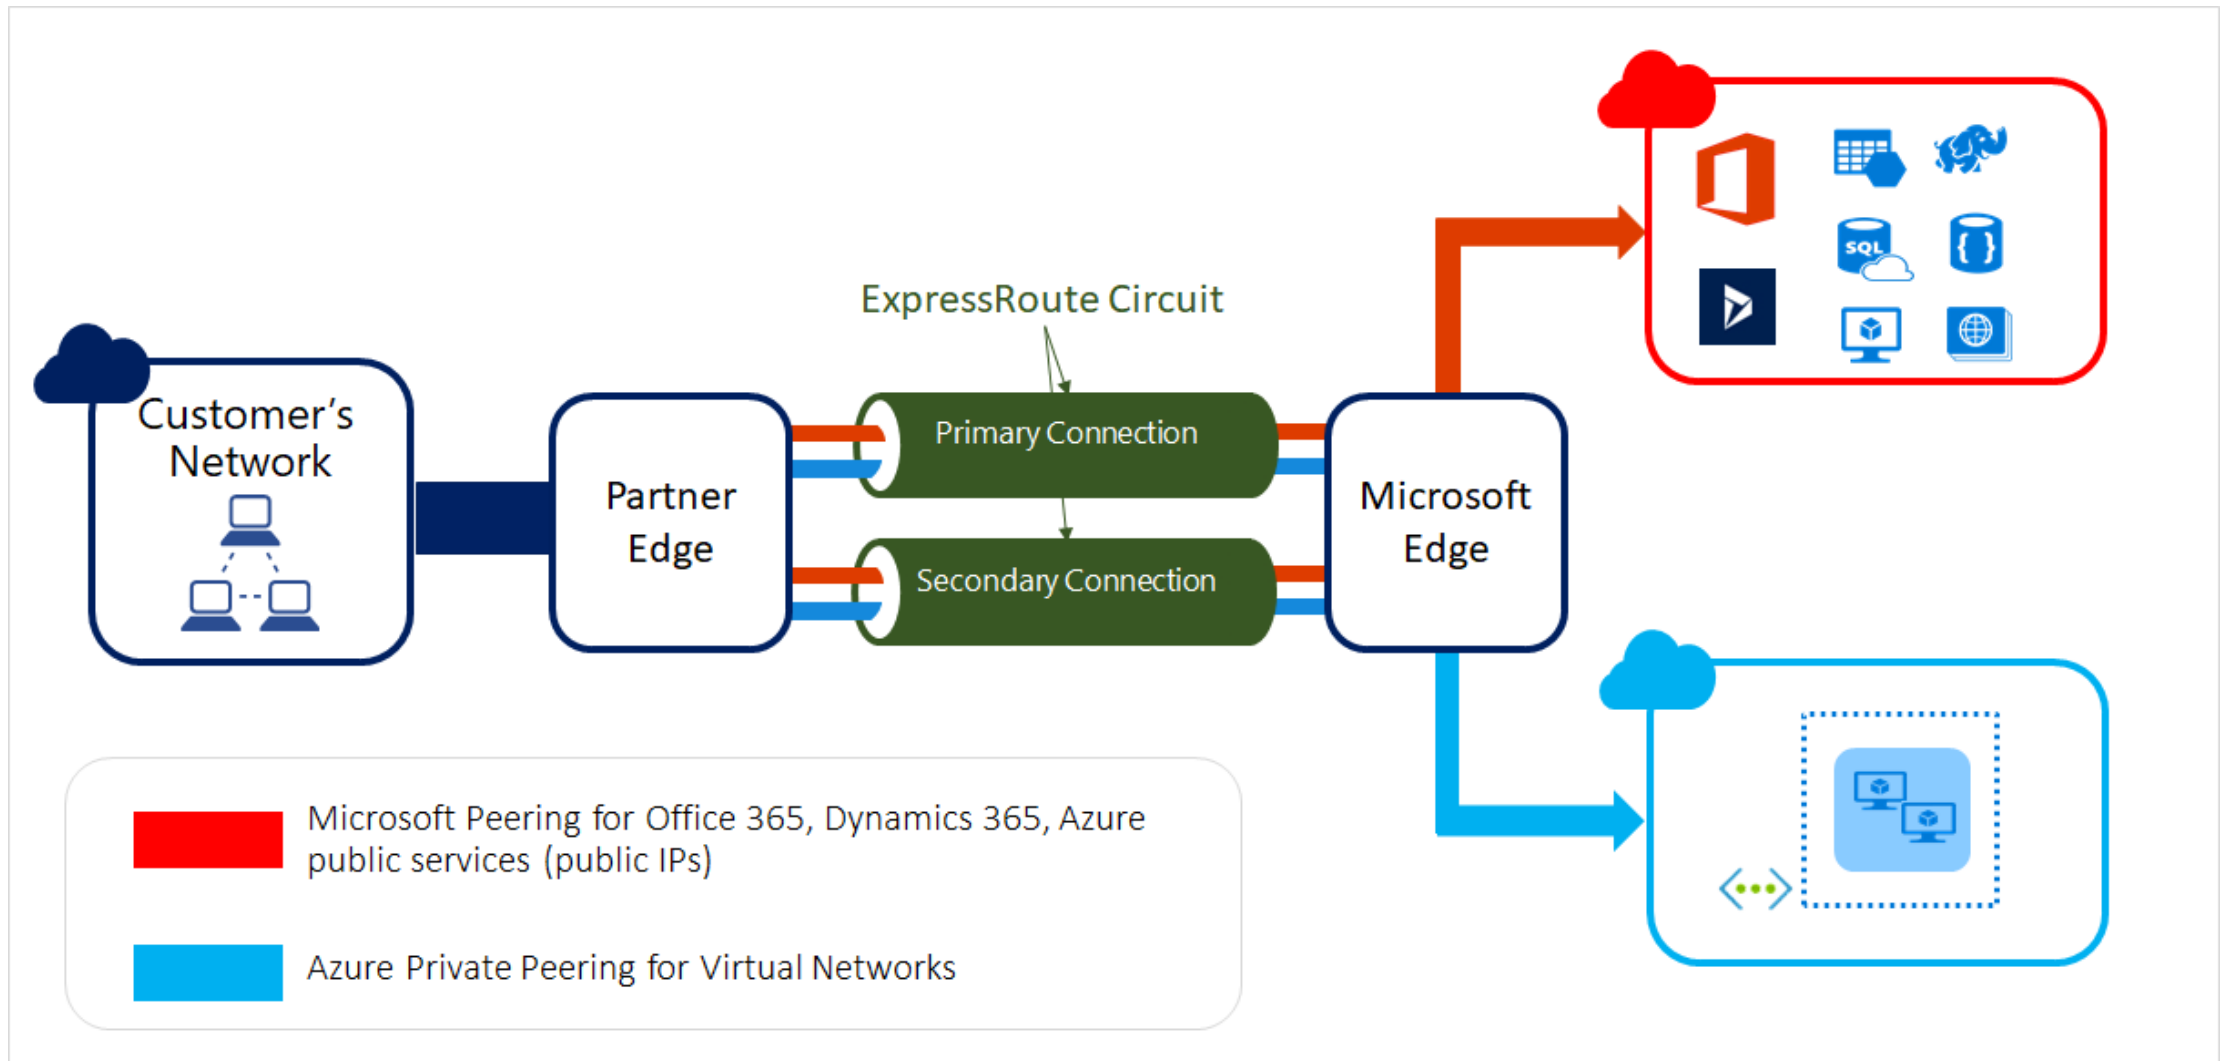 ExpressRoute Circuit
Customer's
Network
Partner
Edge
Primary Connection
Secondary Connection
Microsoft
Edge
SQL
Microsoft Peering for Office 365, Dynamics 365, Azure
public services (public IPs)
Azure Private Peering for Virtual Networks